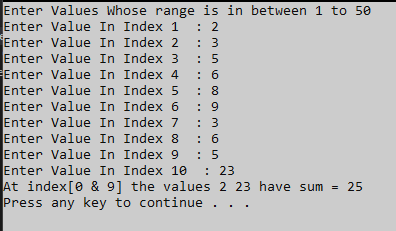 Enter Values Whose range is in between 1 to 50
Enter Value In Index 1  : 2
Enter Value In Index 2  : 3
Enter Value In Index 3  : 5
Enter Value In Index 4  : 6
Enter Value In Index 5  : 8
Enter Value In Index 6  : 9
Enter Value In Index 7  : 3
Enter Value In Index 8  : 6
Enter Value In Index 9  : 5
Enter Value In Index 10  : 23
At index[0 & 9] the values 2 23 have sum = 25
Press any key to continue . . .